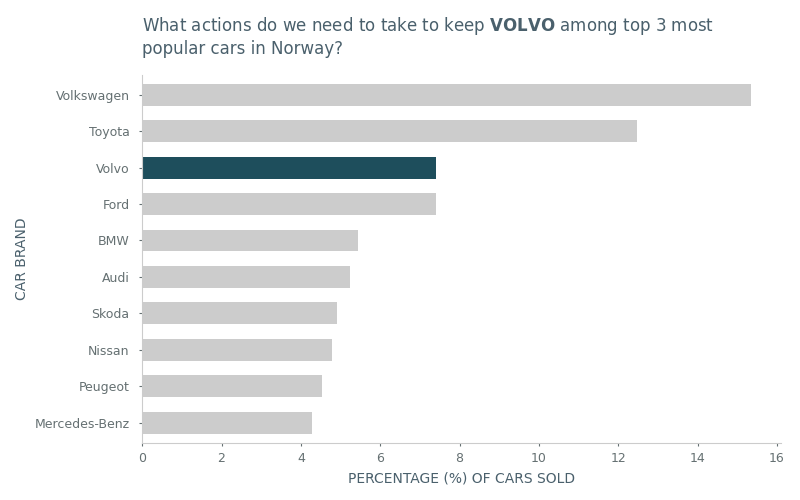 What actions do we need to take to keep VOLVO among top 3 most
popular cars in Norway?
Volkswagen
Toyota
Volvo
Ford
BMW
Audi
Skoda
Nissan
Peugeot
Mercedes-Benz
CAR BRAND
0 2 4 6 8 10 12 14 16
PERCENTAGE (%) OF CARS SOLD